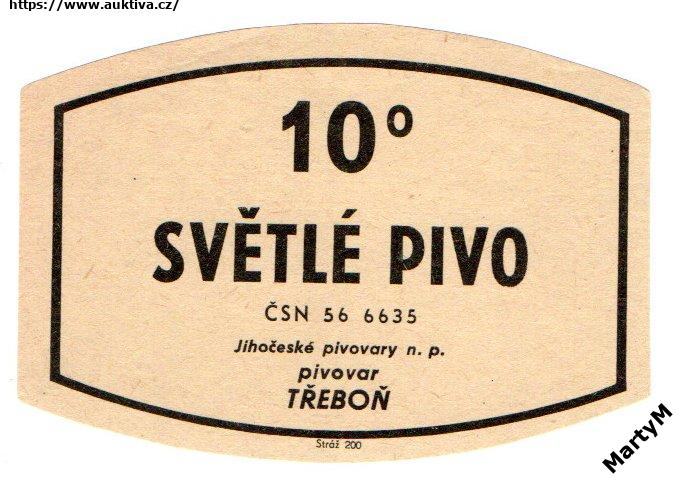 https://www.auktiva.cz/
10°
SVĚTLÉ PIVO
ČSN 56 6635
Jihočeské pivovary n. p.
pivovar
TŘEBOŇ
Stráž 200
MartyM